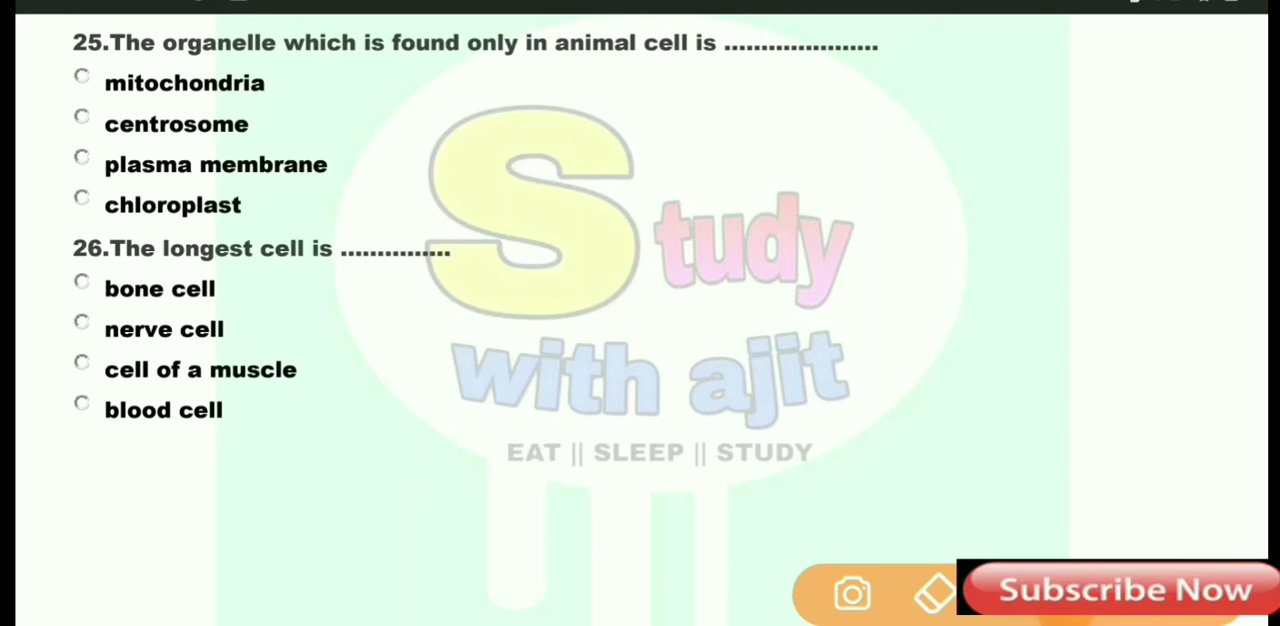 25.The organelle which is found only in animal cell is .....................
mitochondria
centrosome
plasma membrane
chloroplast
26.The longest cell is ...............
bone cell
nerve cell
cell of a muscle
blood cell
Study
with ajit
EAT || SLEEP || STUDY
Subscribe Now